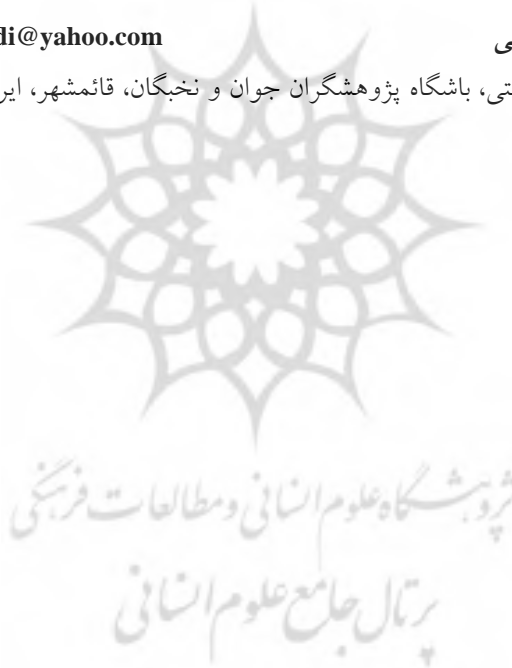 ی di@yahoo.com
تی، باشگاه پژوهشگران جوان و نخبگان، قائمشهر، ایر
پژوهشگاه علوم انسانی و مطالعات فرهنگی
پرتال جامع علوم انسانی